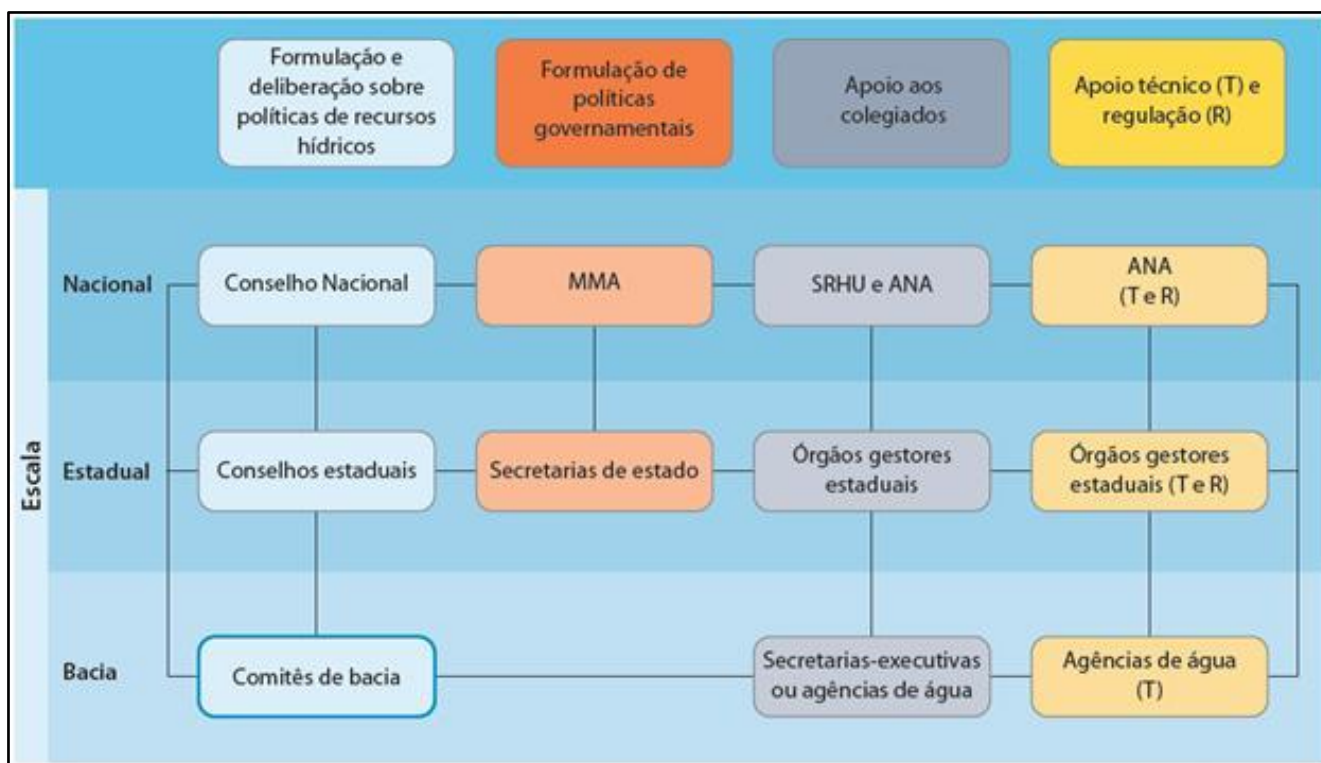 Formulação e
deliberação sobre
políticas de recursos
hídricos
Formulação de
políticas
governamentais
Apoio aos
colegiados
Apoio técnico (T) e
regulação (R)
Escala
Nacional
Conselho Nacional
MMA
SRHU e ANA
ANA
(T e R)
Estadual
Conselhos estaduais
Secretarias de estado
Órgãos gestores
estaduais
Órgãos gestores
estaduais (T e R)
Bacia
Comitês de bacia
Secretarias-executivas
ou agências de água
Agências de água
(T)